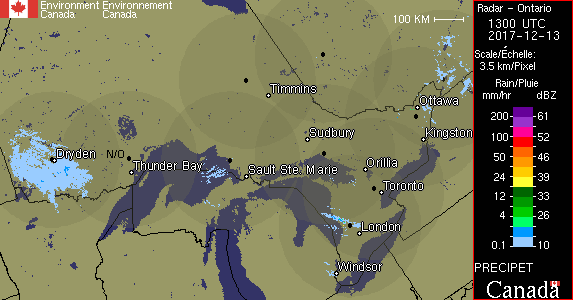 Environment Environnement
Canada Canada
100 KM
Timmins
Ottawa
Sudbury
Kingston
Dryden
N/O
Thunder Bay
Sault Ste. Marie
Orillia
Toronto
London
Windsor
Radar - Ontario
1300 UTC
2017-12-13
Scale/Échelle:
3.5 km/Pixel
Rain/Pluie
mm/hr dBZ
200 61
100 52
50 46
24 39
12 33
4 26
1 18
0.1 10
PRECIPET
Canada